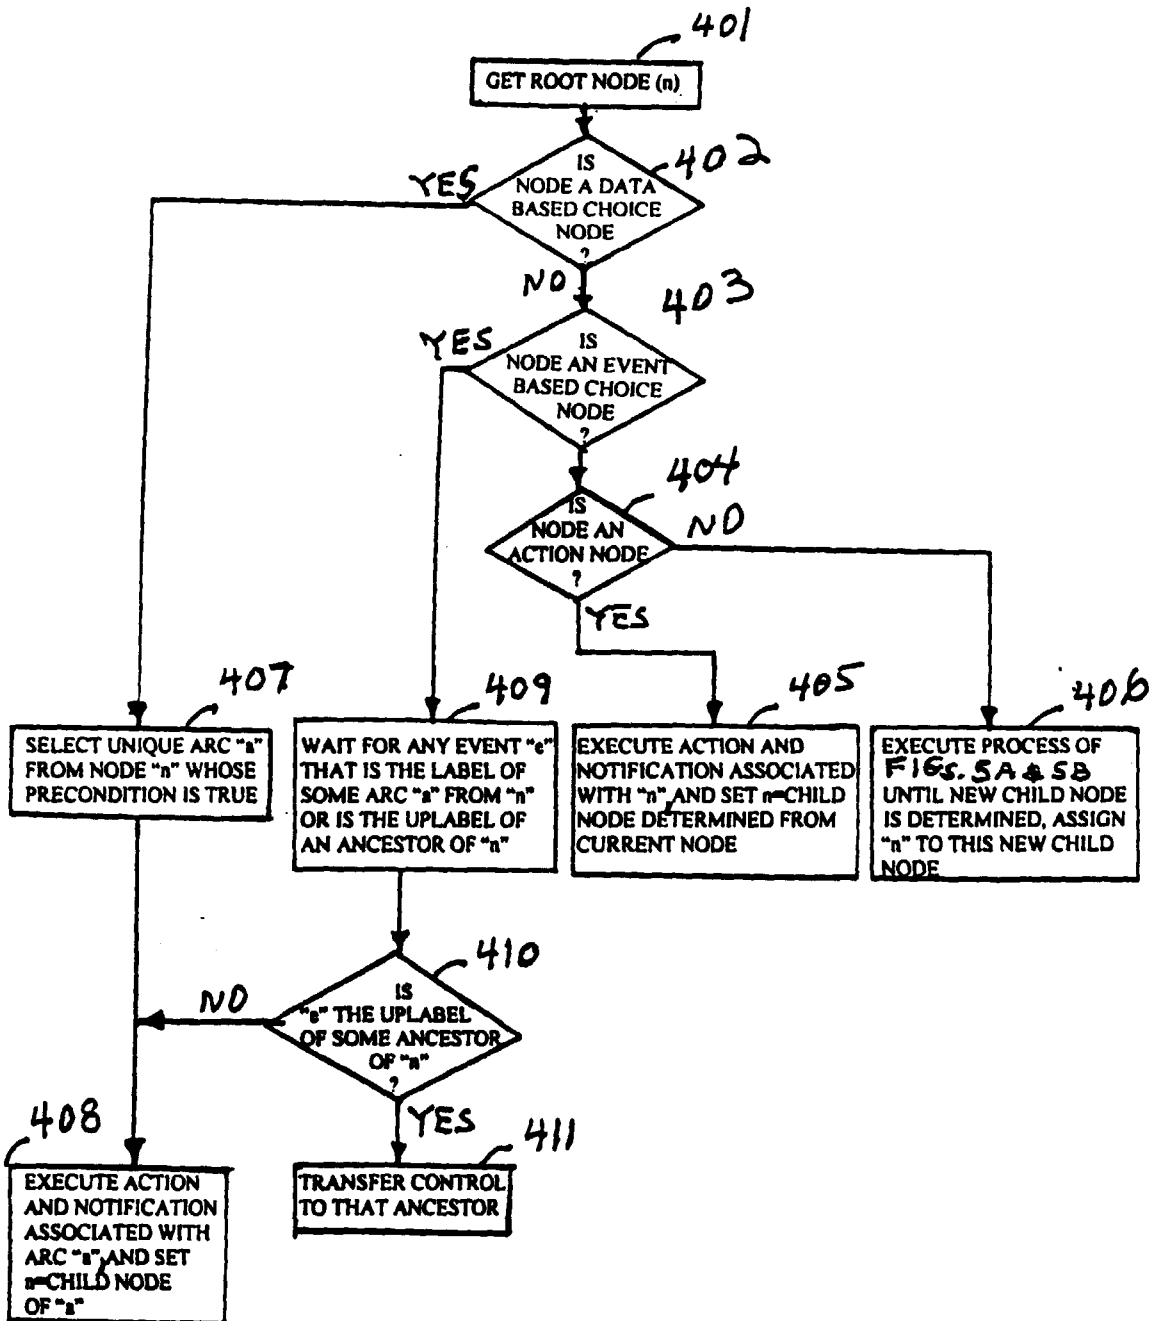 401
GET ROOT NODE (n)
402
IS
NODE A DATA
BASED CHOICE
NODE
?
YES
NO
403
IS
NODE AN EVENT
BASED CHOICE
NODE
?
YES
404
IS
NODE AN
ACTION NODE
?
NO
YES
407
SELECT UNIQUE ARC "a"
FROM NODE "n" WHOSE
PRECONDITION IS TRUE
409
WAIT FOR ANY EVENT "e"
THAT IS THE LABEL OF
SOME ARC "a" FROM "n"
OR IS THE UPLABEL OF
AN ANCESTOR OF "n"
405
EXECUTE ACTION AND
NOTIFICATION ASSOCIATED
WITH "n", AND SET n=CHILD
NODE DETERMINED FROM
CURRENT NODE
406
EXECUTE PROCESS OF
FIGS. 5A & 5B
UNTIL NEW CHILD NODE
IS DETERMINED, ASSIGN
"n" TO THIS NEW CHILD
NODE
410
IS
"e" THE UPLABEL
OF SOME ANCESTOR
OF "n"
?
NO
YES
408
EXECUTE ACTION
AND NOTIFICATION
ASSOCIATED WITH
ARC "a", AND SET
n=CHILD NODE
OF "a"
411
TRANSFER CONTROL
TO THAT ANCESTOR